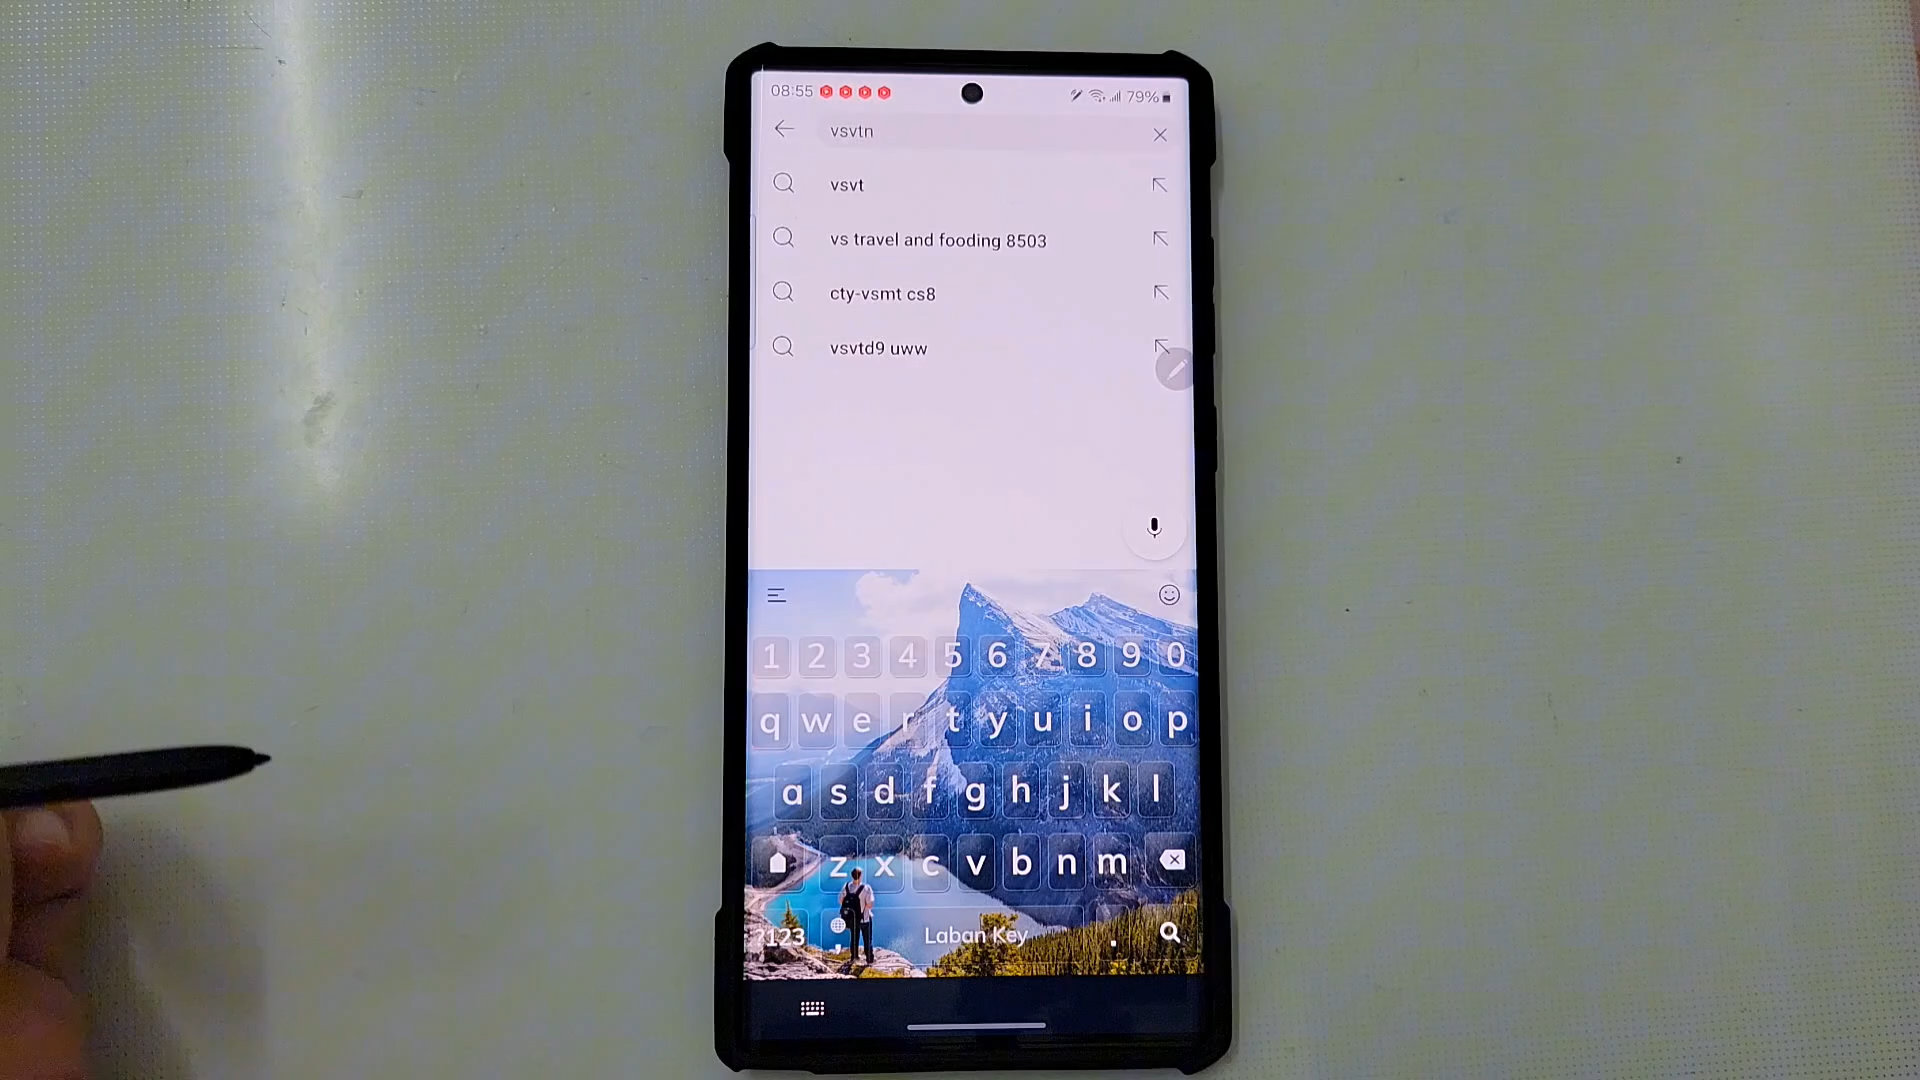 08:55 79%
vsvtn
vsvt
vs travel and fooding 8503
cty-vsmt cs8
vsvtd9 uww
1 2 3 4 5 6 7 8 9 0
q w e r t y u i o p
a s d f g h j k l
z x c v b n m
?123 , Laban Key .